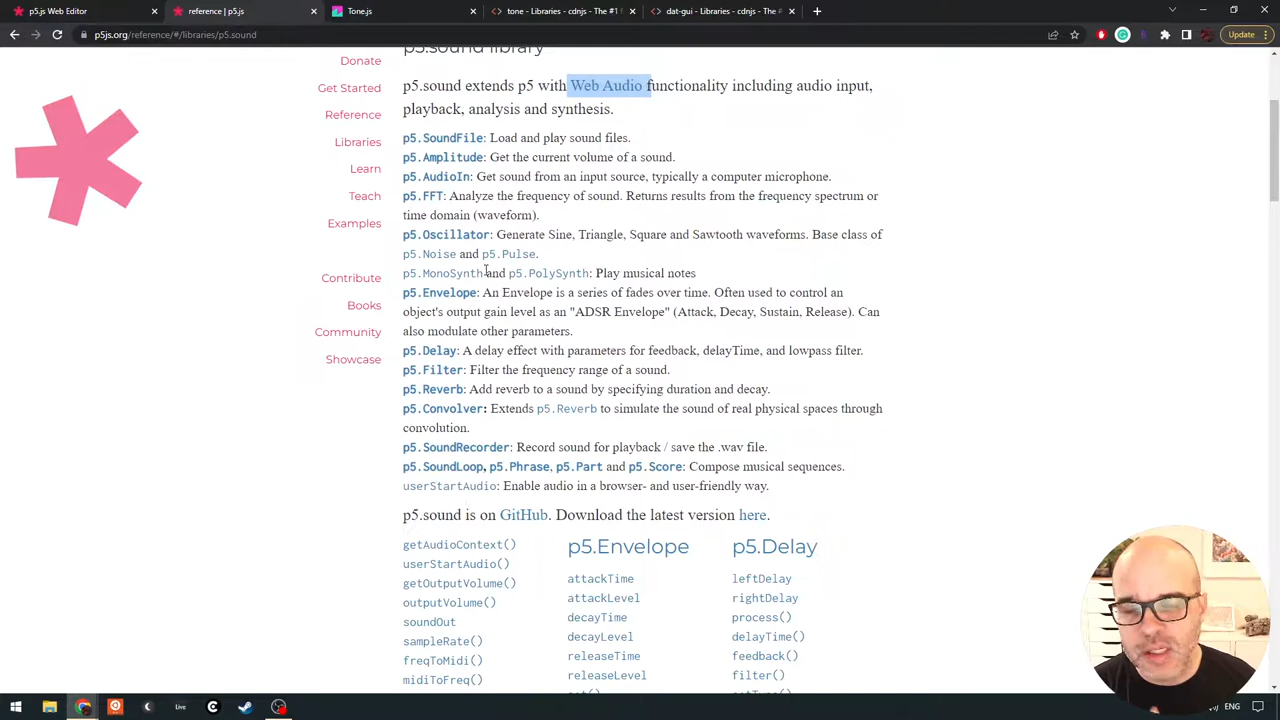 p5.js Web Editor
reference | p5.js
Tone.js
tone - Libraries - cdnjs - The #1 f
dat-gui - Libraries - cdnjs - The #
p5js.org/reference/#/libraries/p5.sound
Update
p5.sound library
Donate
Get Started
Reference
Libraries
Learn
Teach
Examples
Contribute
Books
Community
Showcase
p5.sound extends p5 with Web Audio functionality including audio input,
playback, analysis and synthesis.
p5.SoundFile: Load and play sound files.
p5.Amplitude: Get the current volume of a sound.
p5.AudioIn: Get sound from an input source, typically a computer microphone.
p5.FFT: Analyze the frequency of sound. Returns results from the frequency spectrum or
time domain (waveform).
p5.Oscillator: Generate Sine, Triangle, Square and Sawtooth waveforms. Base class of
p5.Noise and p5.Pulse.
p5.MonoSynth and p5.PolySynth: Play musical notes
p5.Envelope: An Envelope is a series of fades over time. Often used to control an
object's output gain level as an "ADSR Envelope" (Attack, Decay, Sustain, Release). Can
also modulate other parameters.
p5.Delay: A delay effect with parameters for feedback, delayTime, and lowpass filter.
p5.Filter: Filter the frequency range of a sound.
p5.Reverb: Add reverb to a sound by specifying duration and decay.
p5.Convolver: Extends p5.Reverb to simulate the sound of real physical spaces through
convolution.
p5.SoundRecorder: Record sound for playback / save the .wav file.
p5.SoundLoop, p5.Phrase, p5.Part and p5.Score: Compose musical sequences.
userStartAudio: Enable audio in a browser- and user-friendly way.
p5.sound is on GitHub. Download the latest version here.
getAudioContext()
userStartAudio()
getOutputVolume()
outputVolume()
soundOut
sampleRate()
freqToMidi()
midiToFreq()
p5.Envelope
attackTime
attackLevel
decayTime
decayLevel
releaseTime
releaseLevel
p5.Delay
leftDelay
rightDelay
process()
delayTime()
feedback()
filter()
Live
ENG